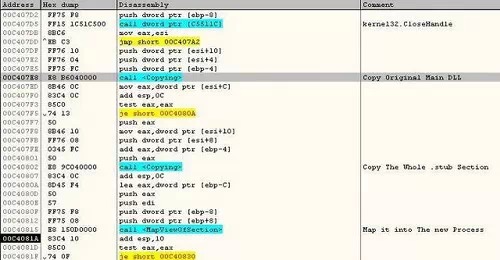 Address Hex dump Disassembly Comment
00C407D2 FF75 F8 push dword ptr [ebp-8]
00C407D5 FF15 1C51C500 call dword ptr [C5511C] kernel32.CloseHandle
00C407DB 8BC6 mov eax,esi
00C407DD ^EB C3 jmp short 00C407A2
00C407DF FF76 10 push dword ptr [esi+10]
00C407E2 FF76 04 push dword ptr [esi+4]
00C407E5 FF75 FC push dword ptr [ebp-4]
00C407E8 E8 B6040000 call <Copying> Copy Original Main DLL
00C407ED 8B46 0C mov eax,dword ptr [esi+C]
00C407F0 83C4 0C add esp,0C
00C407F3 85C0 test eax,eax
00C407F5 74 13 je short 00C4080A
00C407F7 50 push eax
00C407F8 8B46 10 mov eax,dword ptr [esi+10]
00C407FB FF76 08 push dword ptr [esi+8]
00C407FE 0345 FC add eax,dword ptr [ebp-4]
00C40801 50 push eax
00C40802 E8 9C040000 call <Copying> Copy The Whole .stub Section
00C40807 83C4 0C add esp,0C
00C4080A 8D45 F4 lea eax,dword ptr [ebp-C]
00C4080D 50 push eax
00C4080E 57 push edi
00C4080F FF75 F8 push dword ptr [ebp-8]
00C40812 FF75 08 push dword ptr [ebp+8]
00C40815 E8 150D0000 call <MapViewOfSection> Map it into The new Process
00C4081A 83C4 10 add esp,10
00C4081D 85C0 test eax,eax
00C4081F 74 0F je short 00C40830